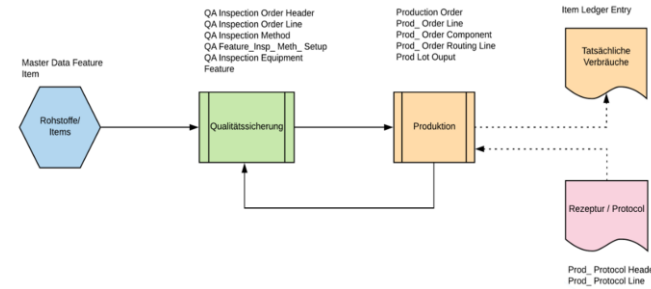 Master Data Feature
Item
Rohstoffe/
Items
QA Inspection Order Header
QA Inspection Order Line
QA Inspection Method
QA Feature_Insp_ Meth_ Setup
QA Inspection Equipment
Feature
Qualitätssicherung
Production Order
Prod_ Order Line
Prod_ Order Component
Prod_ Order Routing Line
Prod Lot Ouput
Produktion
Item Ledger Entry
Tatsächliche
Verbräuche
Rezeptur / Protocol
Prod_ Protocol Heade
Prod_ Protocol Line